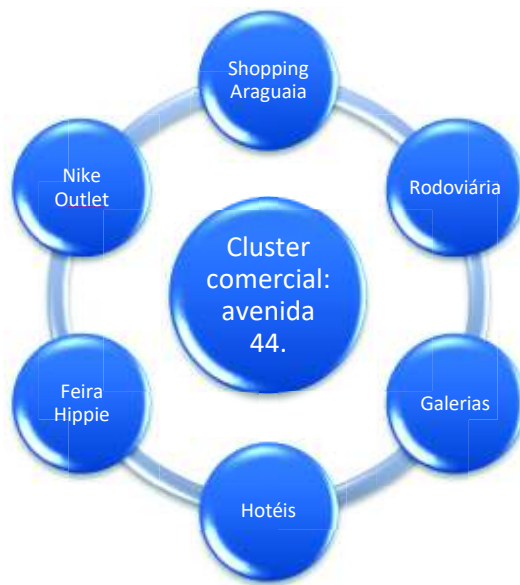 Shopping
Araguaia
Nike
Outlet
Rodoviária
Cluster
comercial:
avenida
44.
Feira
Hippie
Galerias
Hotéis